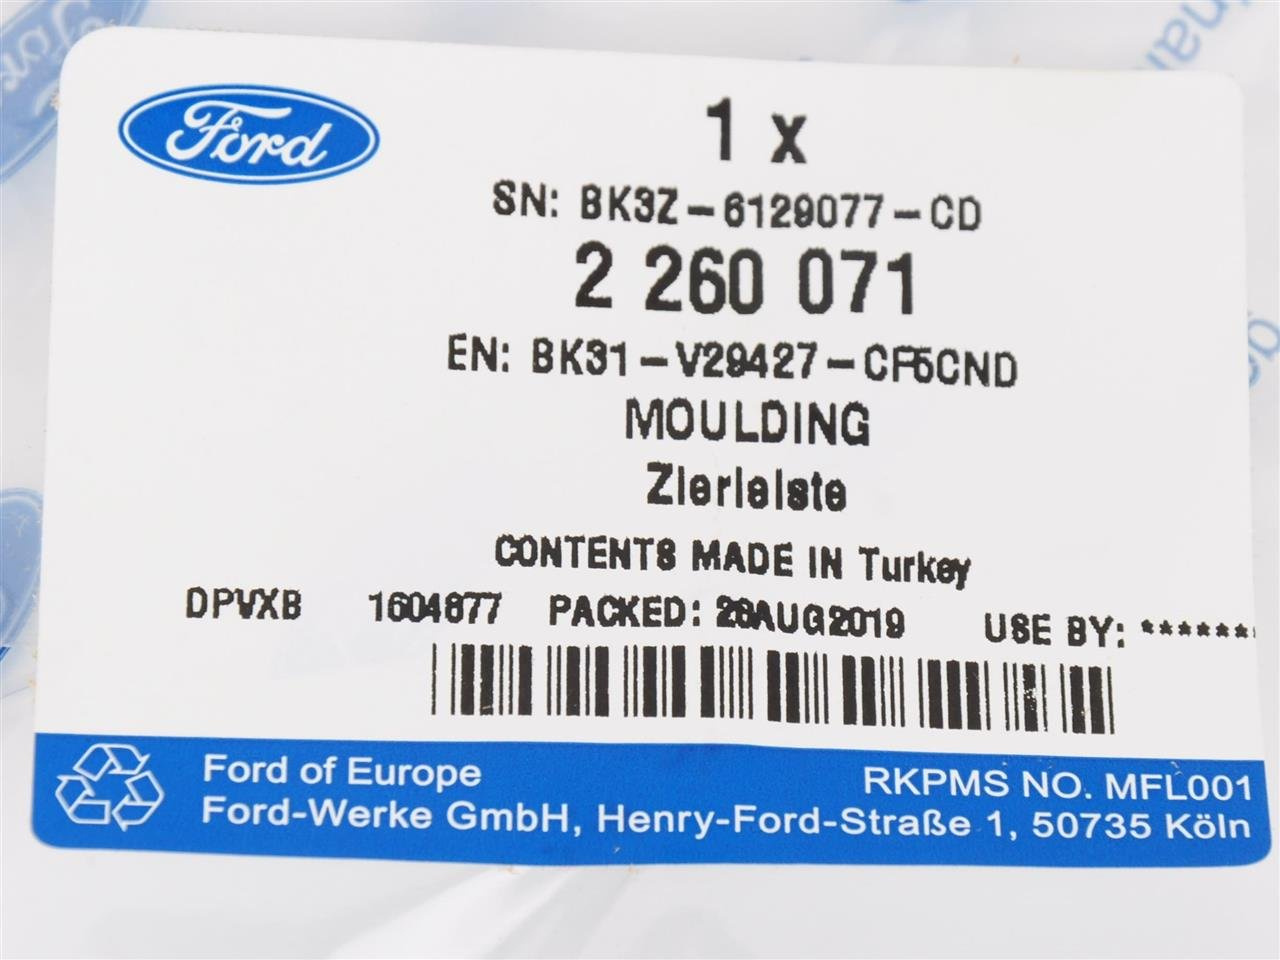 Ford
1 x
SN: BK3Z-6129077-CD
2 260 071
EN: BK31-V29427-CF5CND
MOULDING
Zierleiste
CONTENTS MADE IN Turkey
DPVXB 1604877 PACKED: 26AUG2019 USE BY: *******
Ford of Europe RKPMS NO. MFL001
Ford-Werke GmbH, Henry-Ford-Straße 1, 50735 Köln